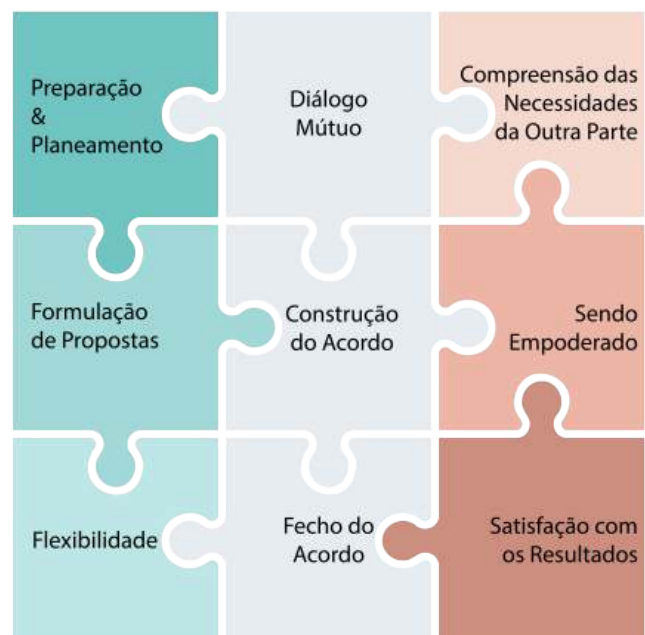 Preparação
&
Planeamento
Diálogo
Mútuo
Compreensão das
Necessidades
da Outra Parte
Formulação
de Propostas
Construção
do Acordo
Sendo
Empoderado
Flexibilidade
Fecho do
Acordo
Satisfação com
os Resultados